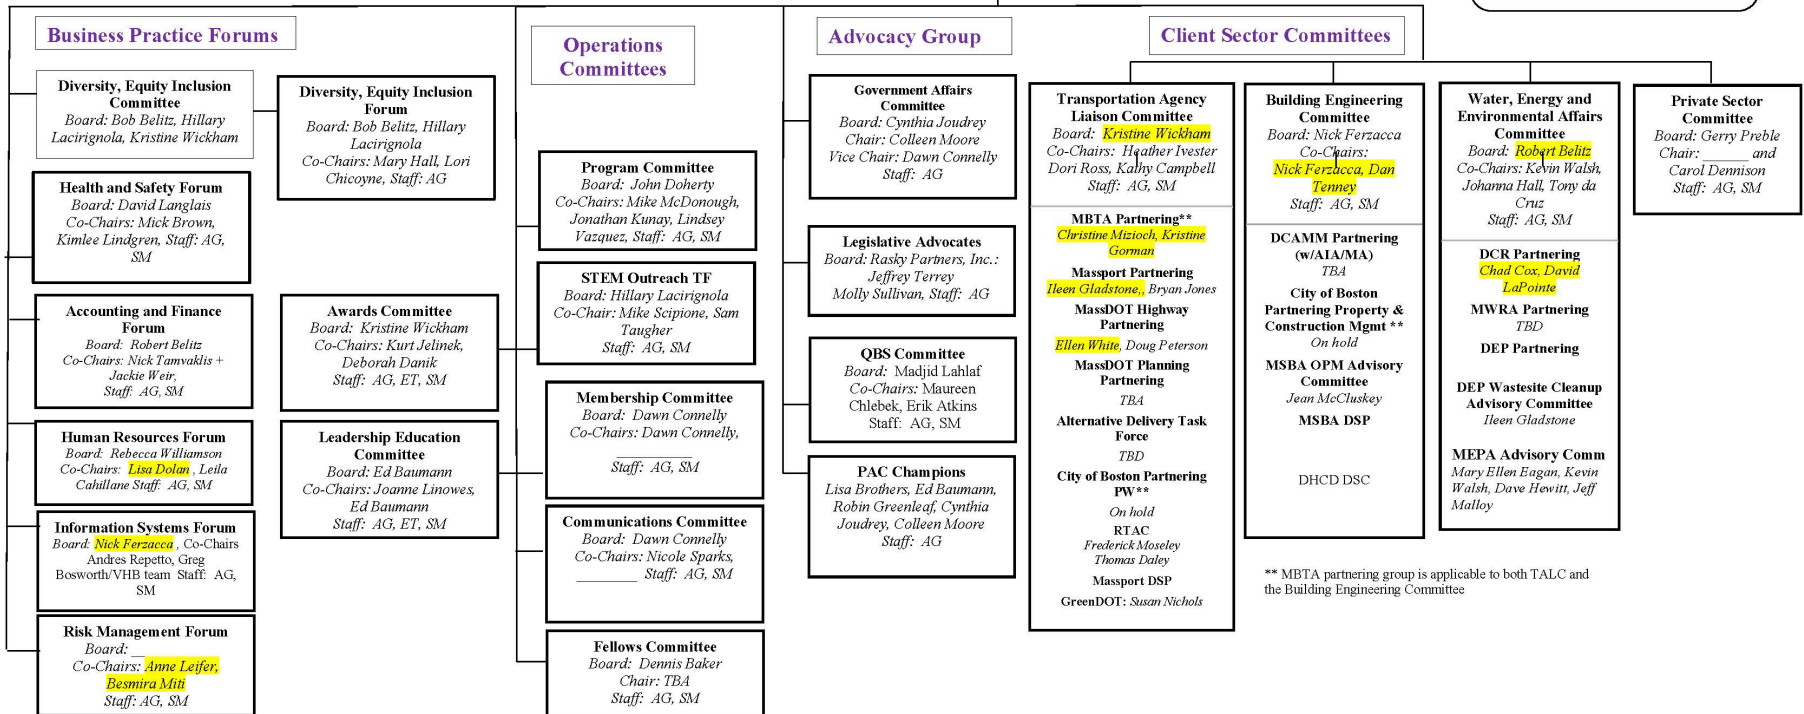 Business Practice Forums
Diversity, Equity Inclusion
Committee
Board: Bob Belitz, Hillary
Lacirignola, Kristine Wickham
Diversity, Equity Inclusion
Forum
Board: Bob Belitz, Hillary
Lacirignola
Co-Chairs: Mary Hall, Lori
Chicoyne, Staff: AG
Health and Safety Forum
Board: David Langlais
Co-Chairs: Mick Brown,
Kimlee Lindgren, Staff: AG,
SM
Accounting and Finance
Forum
Board: Robert Belitz
Co-Chairs: Nick Tamvaklis +
Jackie Weir,
Staff: AG, SM
Human Resources Forum
Board: Rebecca Williamson
Co-Chairs: Lisa Dolan , Leila
Cahillane Staff: AG, SM
Information Systems Forum
Board: Nick Ferzacca , Co-Chairs
Andres Repetto, Greg
Bosworth/VHB team Staff: AG,
SM
Risk Management Forum
Board: __
Co-Chairs: Anne Leifer,
Besmira Miti
Staff: AG, SM
Operations
Committees
Program Committee
Board: John Doherty
Co-Chairs: Mike McDonough,
Jonathan Kunay, Lindsey
Vazquez, Staff: AG, SM
STEM Outreach TF
Board: Hillary Lacirignola
Co-Chair: Mike Scipione, Sam
Taugher
Staff: AG, SM
Awards Committee
Board: Kristine Wickham
Co-Chairs: Kurt Jelinek,
Deborah Danik
Staff: AG, ET, SM
Membership Committee
Board: Dawn Connelly
Co-Chairs: Dawn Connelly,
__________
Staff: AG, SM
Leadership Education
Committee
Board: Ed Baumann
Co-Chairs: Joanne Linowes,
Ed Baumann
Staff: AG, ET, SM
Communications Committee
Board: Dawn Connelly
Co-Chairs: Nicole Sparks,
________ Staff: AG, SM
Fellows Committee
Board: Dennis Baker
Chair: TBA
Staff: AG, SM
Advocacy Group
Government Affairs
Committee
Board: Cynthia Joudrey
Chair: Colleen Moore
Vice Chair: Dawn Connelly
Staff: AG
Legislative Advocates
Board: Rasky Partners, Inc.:
Jeffrey Terrey
Molly Sullivan, Staff: AG
QBS Committee
Board: Madjid Lahlaf
Co-Chairs: Maureen
Chlebek, Erik Atkins
Staff: AG, SM
PAC Champions
Lisa Brothers, Ed Baumann,
Robin Greenleaf, Cynthia
Joudrey, Colleen Moore
Staff: AG
Client Sector Committees
Transportation Agency
Liaison Committee
Board: Kristine Wickham
Co-Chairs: Heather Ivester
Dori Ross, Kathy Campbell
Staff: AG, SM
MBTA Partnering**
Christine Mizioch, Kristine
Gorman
Massport Partnering
Ileen Gladstone,, Bryan Jones
MassDOT Highway
Partnering
Ellen White, Doug Peterson
MassDOT Planning
Partnering
TBA
Alternative Delivery Task
Force
TBD
City of Boston Partnering
PW**
On hold
RTAC
Frederick Moseley
Thomas Daley
Massport DSP
GreenDOT: Susan Nichols
Building Engineering
Committee
Board: Nick Ferzacca
Co-Chairs:
Nick Ferzacca, Dan
Tenney
Staff: AG, SM
DCAMM Partnering
(w/AIA/MA)
TBA
City of Boston
Partnering Property &
Construction Mgmt **
On hold
MSBA OPM Advisory
Committee
Jean McCluskey
MSBA DSP
DHCD DSC
Water, Energy and
Environmental Affairs
Committee
Board: Robert Belitz
Co-Chairs: Kevin Walsh,
Johanna Hall, Tony da
Cruz
Staff: AG, SM
DCR Partnering
Chad Cox, David
LaPointe
MWRA Partnering
TBD
DEP Partnering
DEP Wastesite Cleanup
Advisory Committee
Ileen Gladstone
MEPA Advisory Comm
Mary Ellen Eagan, Kevin
Walsh, Dave Hewitt, Jeff
Malloy
Private Sector
Committee
Board: Gerry Preble
Chair: ______ and
Carol Dennison
Staff: AG, SM
** MBTA partnering group is applicable to both TALC and
the Building Engineering Committee